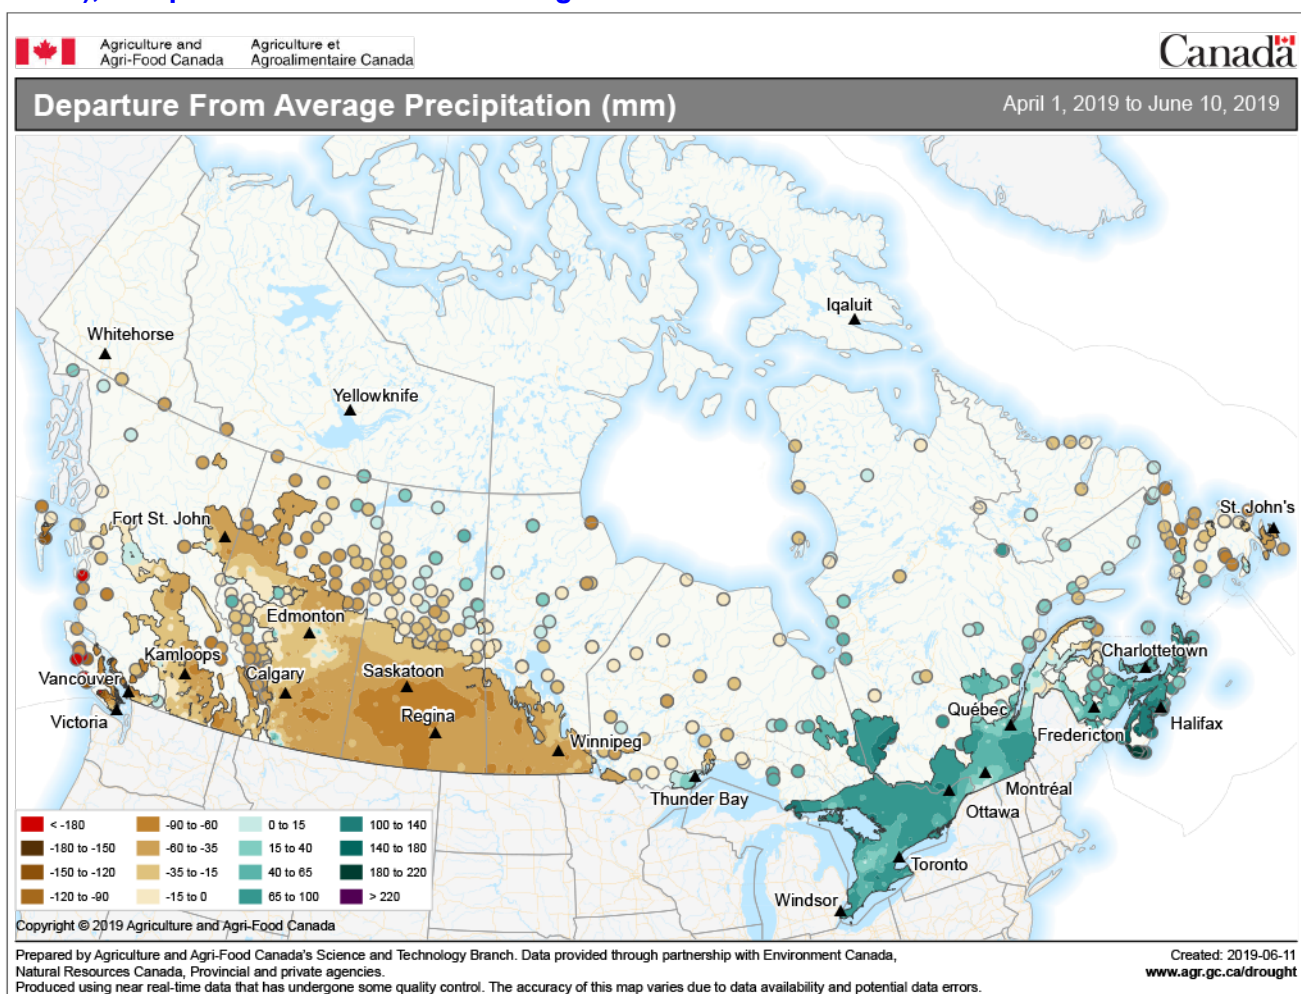 Agriculture and Agriculture et
Agri-Food Canada Agroalimentaire Canada
Canada
Departure From Average Precipitation (mm) April 1, 2019 to June 10, 2019
Iqaluit
Whitehorse
Yellowknife
St. John's
Fort St. John
Edmonton
Kamloops
Charlottetown
Vancouver
Calgary
Saskatoon
Victoria
Regina
Québec
Halifax
Winnipeg
Fredericton
Thunder Bay
Montréal
Ottawa
Toronto
Windsor
< -180 -90 to -60 0 to 15 100 to 140
-180 to -150 -60 to -35 15 to 40 140 to 180
-150 to -120 -35 to -15 40 to 65 180 to 220
-120 to -90 -15 to 0 65 to 100 > 220
Copyright © 2019 Agriculture and Agri-Food Canada
Prepared by Agriculture and Agri-Food Canada's Science and Technology Branch. Data provided through partnership with Environment Canada, Created: 2019-06-11
Natural Resources Canada, Provincial and private agencies. www.agr.gc.ca/drought
Produced using near real-time data that has undergone some quality control. The accuracy of this map varies due to data availability and potential data errors.